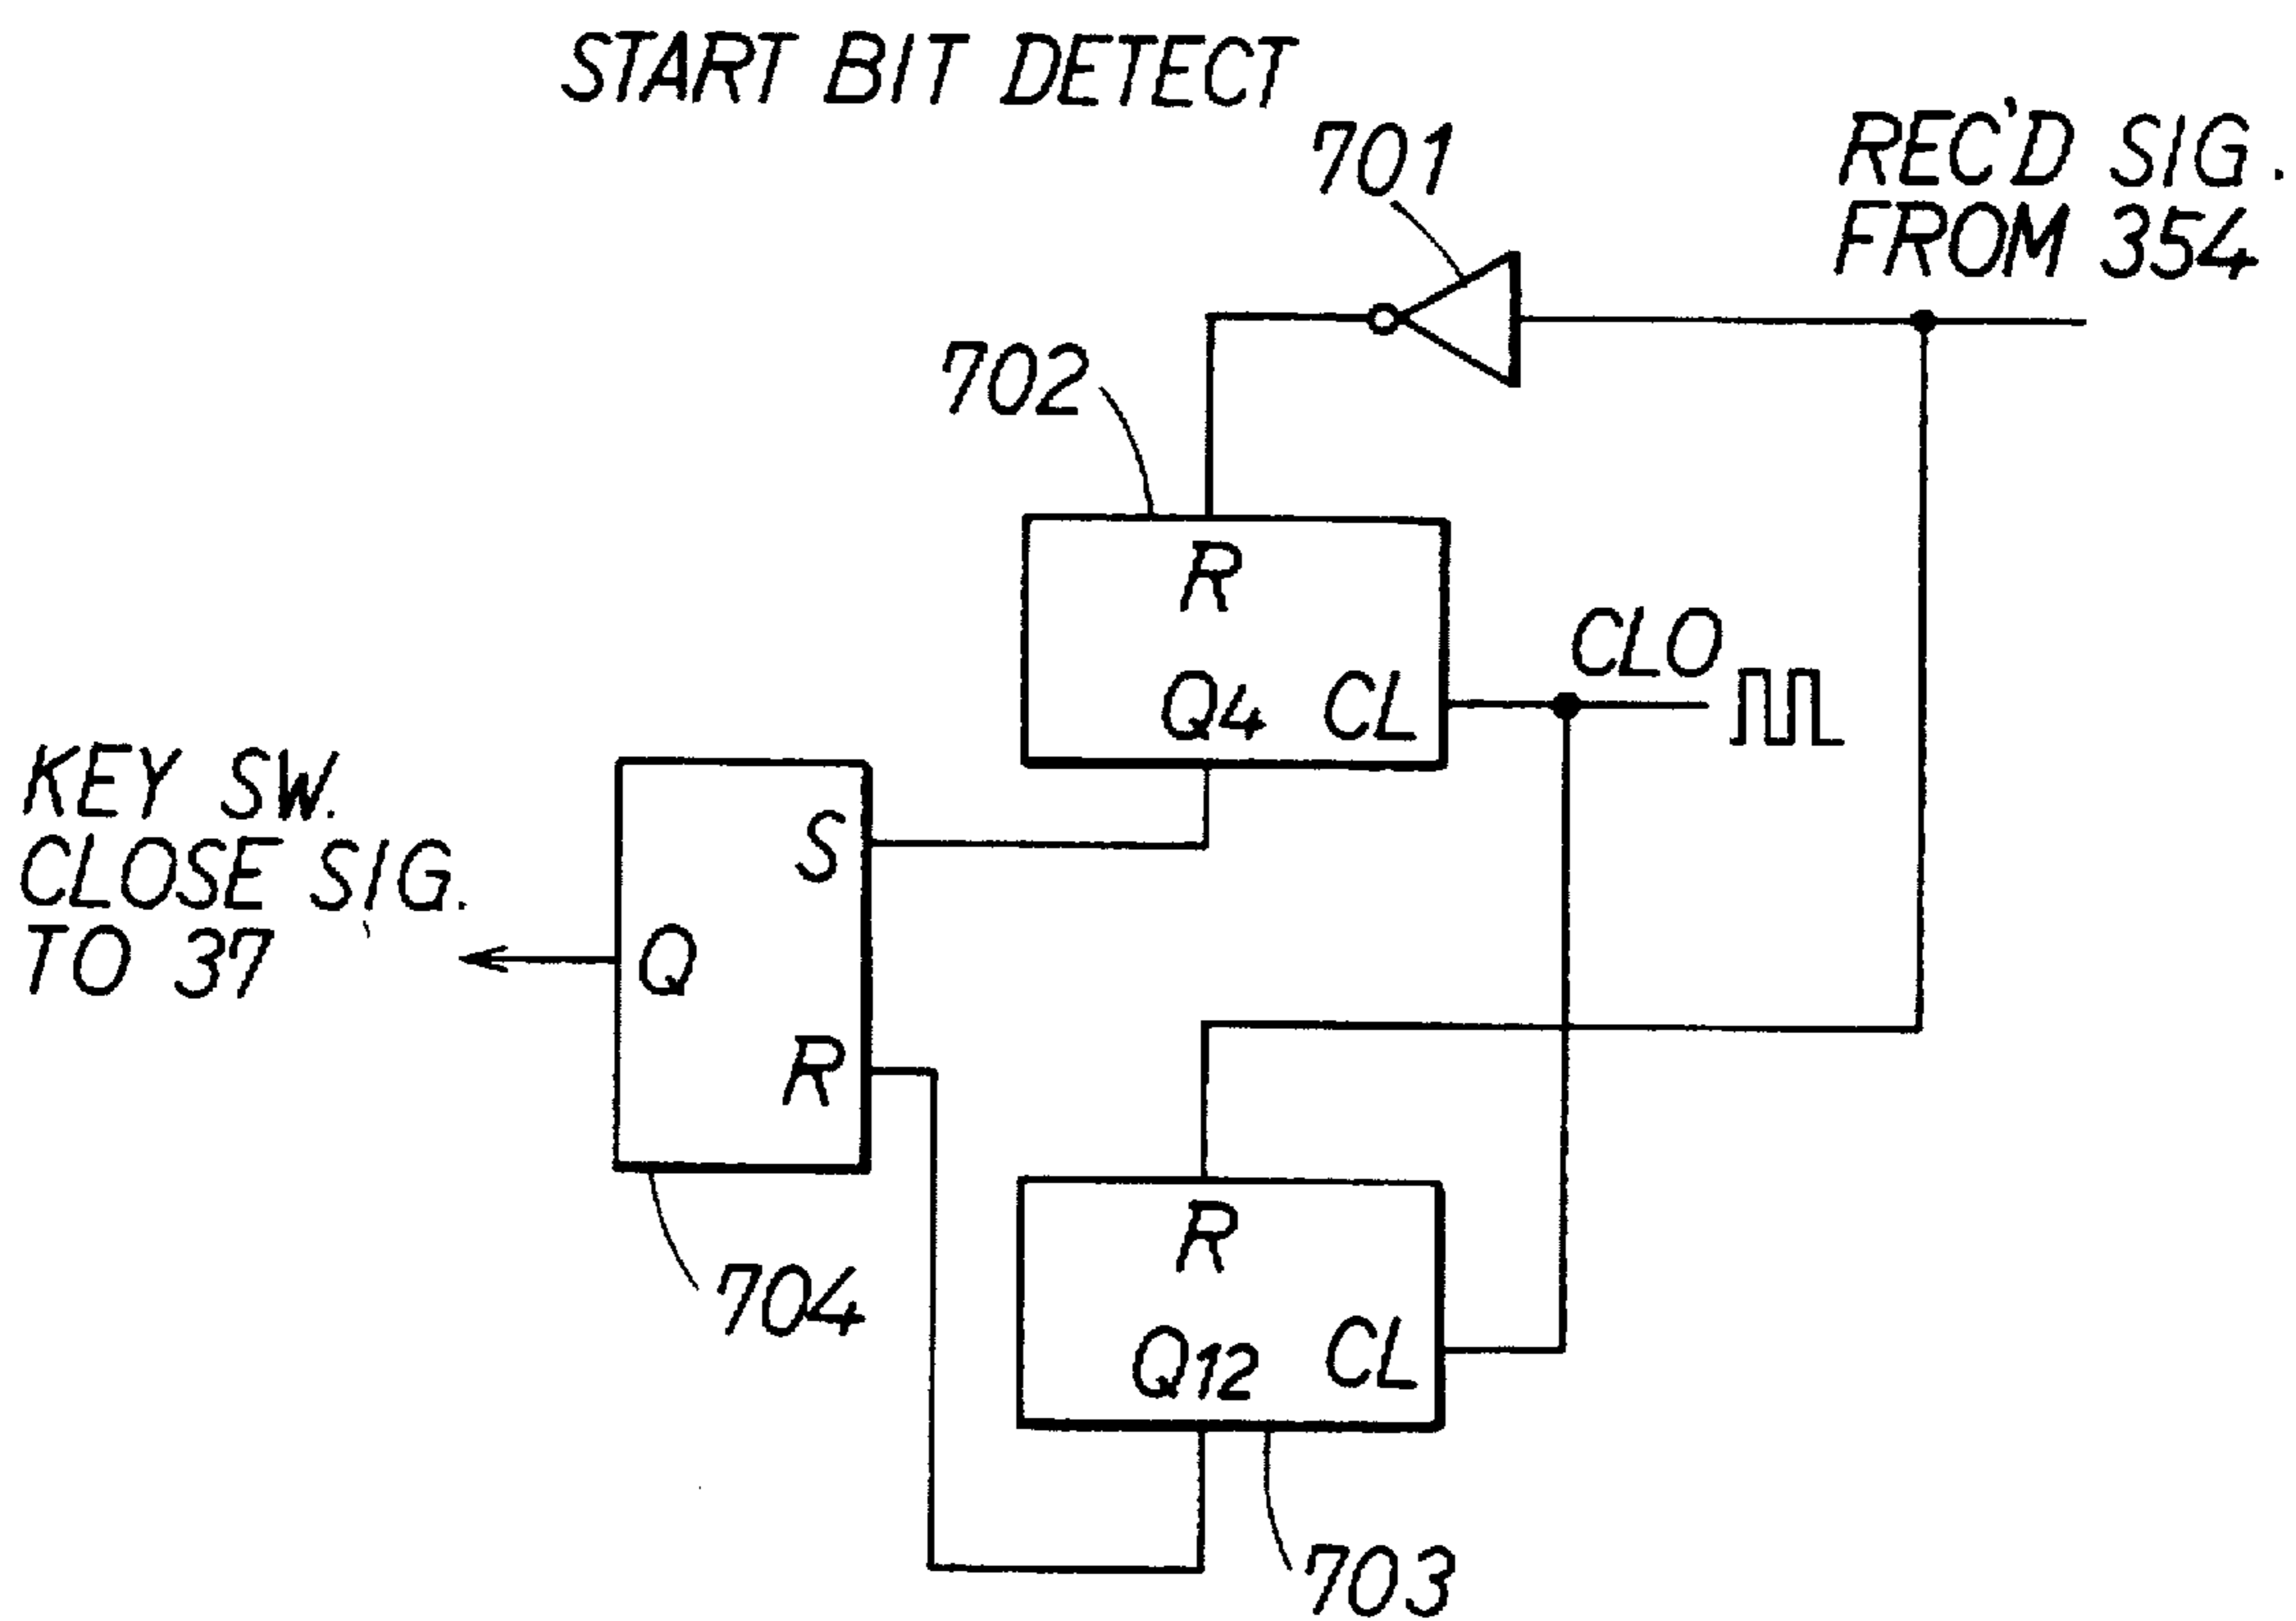 START BIT DETECT
701
REC'D SIG.
FROM 354
702
R
Q4 CL
CLO
KEY SW.
CLOSE SIG.
TO 37
S
Q
R
704
R
Q12 CL
703